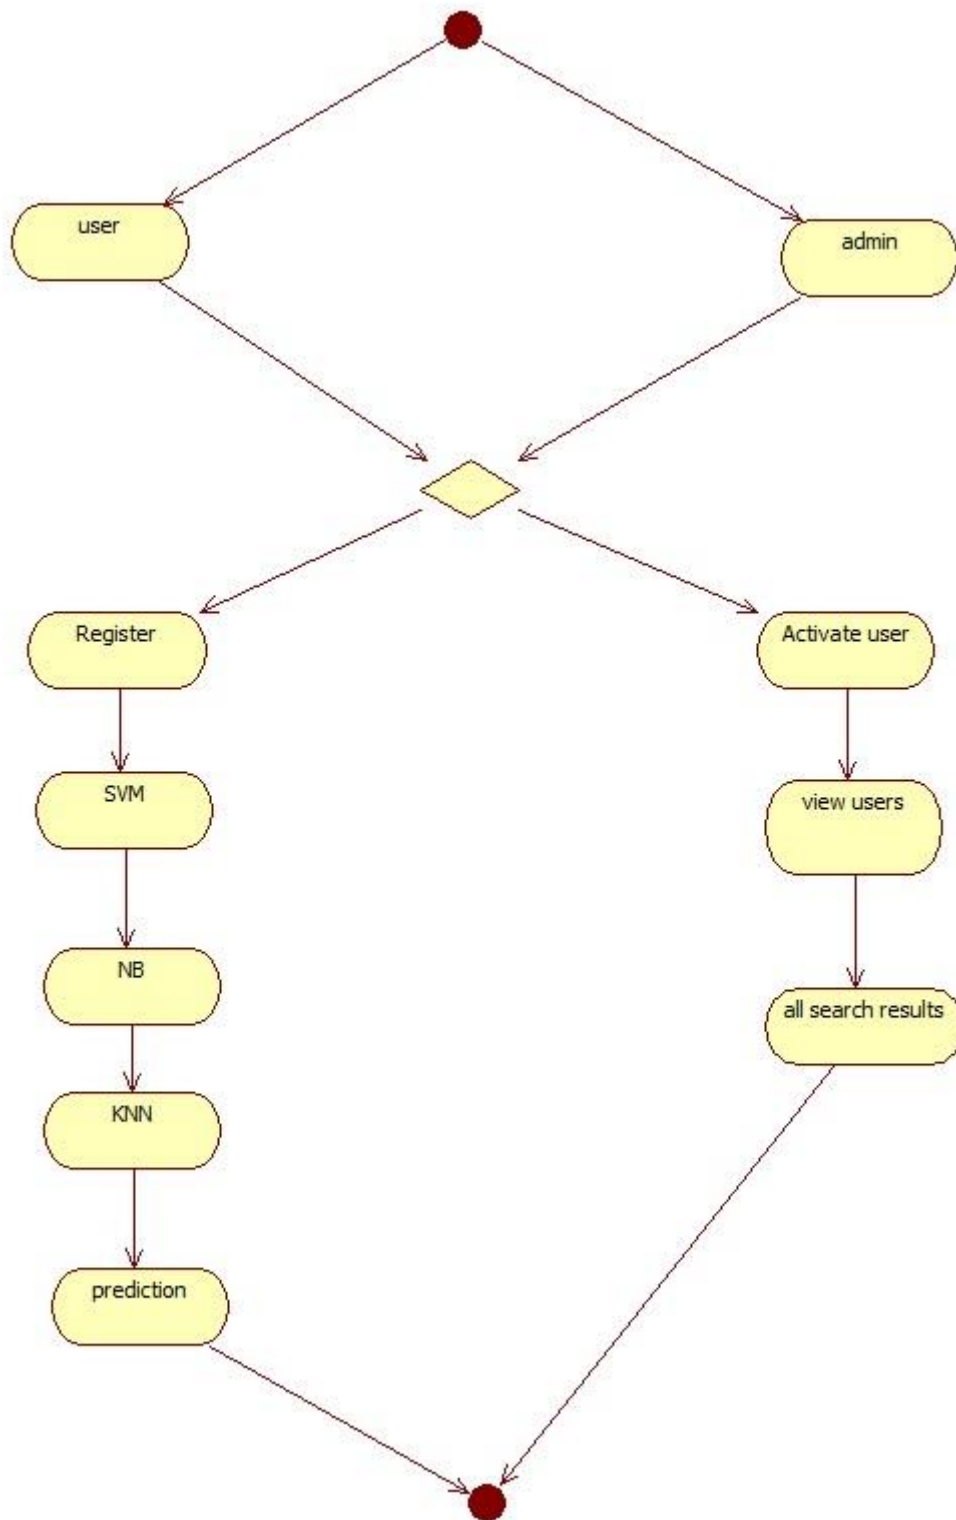 user
admin
Register
Activate user
SVM
view users
NB
all search results
KNN
prediction